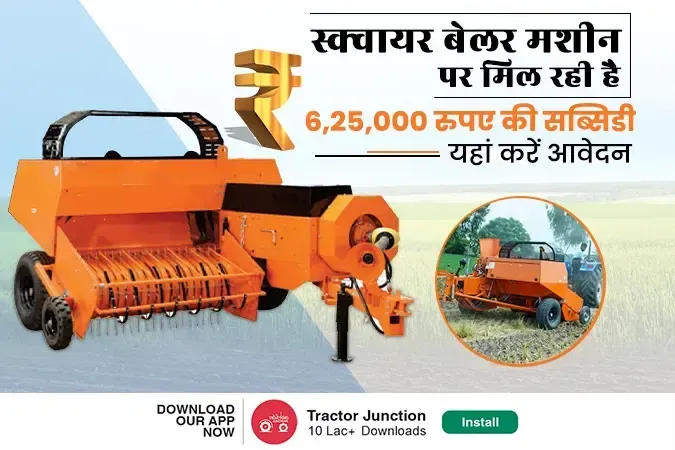 स्क्वायर बेलर मशीन
पर मिल रही है
6,25,000 रुपए की सब्सिडी
यहां करें आवेदन
DOWNLOAD
OUR APP
NOW
Tractor Junction
10 Lac+ Downloads
Install